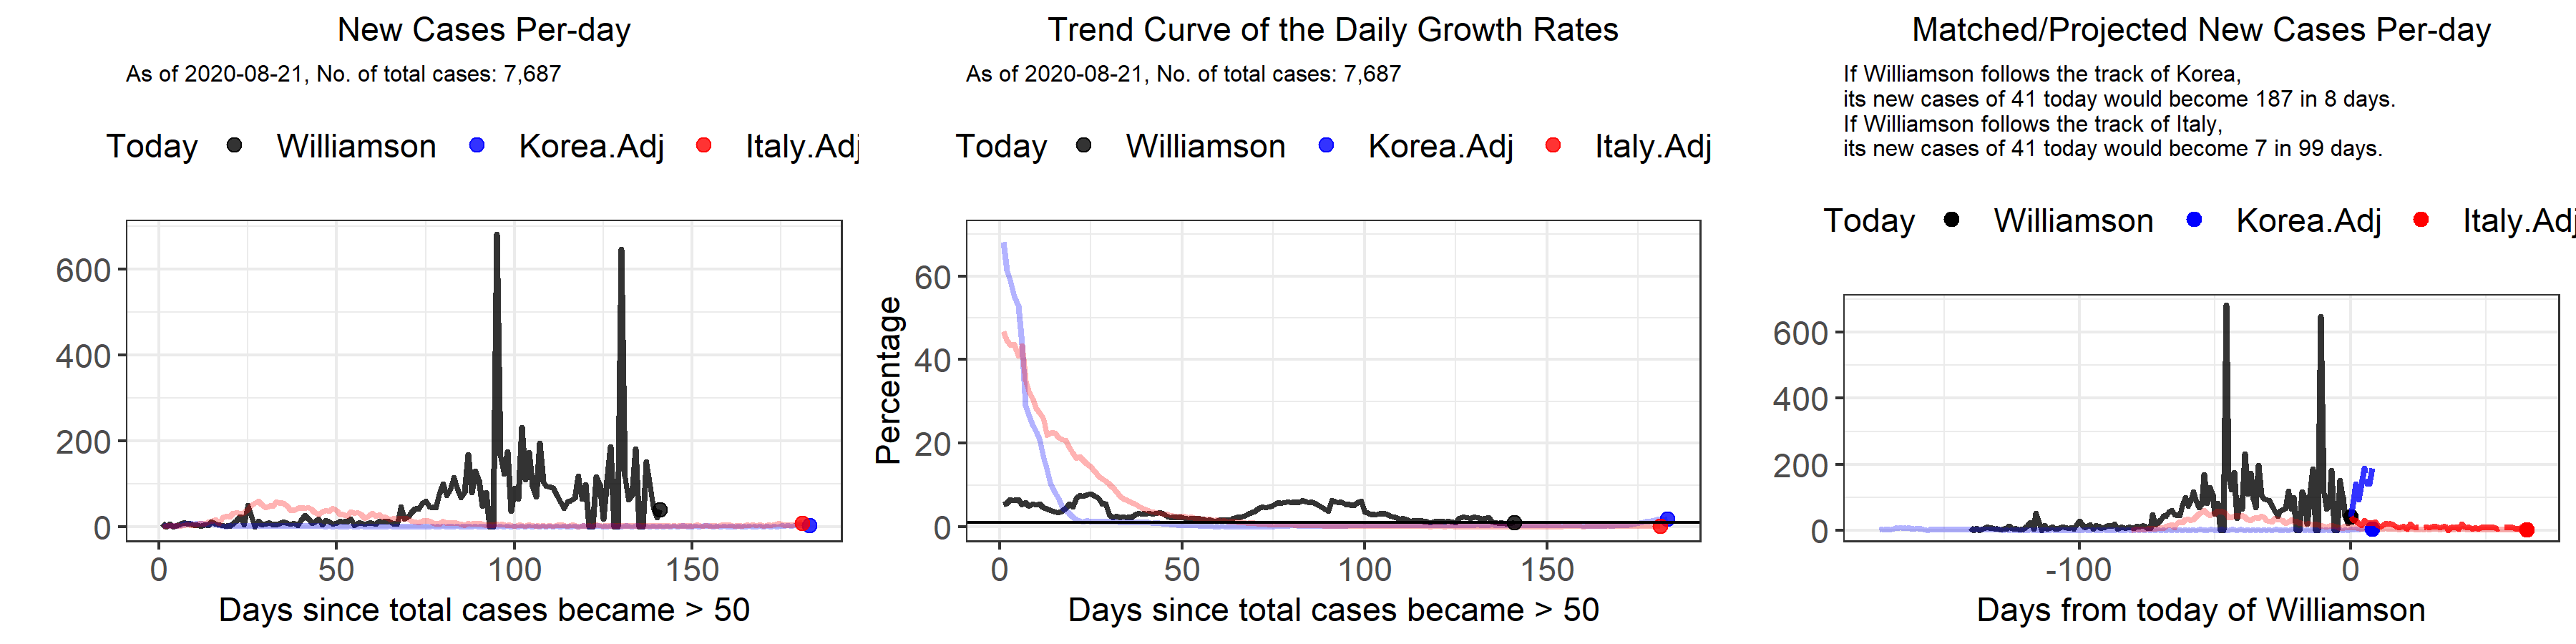 New Cases Per-day
As of 2020-08-21, No. of total cases: 7,687
Today Williamson Korea.Adj Italy.Adj
600
400
200
0
0 50 100 150
Days since total cases became > 50
Trend Curve of the Daily Growth Rates
As of 2020-08-21, No. of total cases: 7,687
Today Williamson Korea.Adj Italy.Adj
Percentage
60
40
20
0
0 50 100 150
Days since total cases became > 50
Matched/Projected New Cases Per-day
If Williamson follows the track of Korea,
its new cases of 41 today would become 187 in 8 days.
If Williamson follows the track of Italy,
its new cases of 41 today would become 7 in 99 days.
Today Williamson Korea.Adj Italy.Adj
600
400
200
0
-100 0
Days from today of Williamson